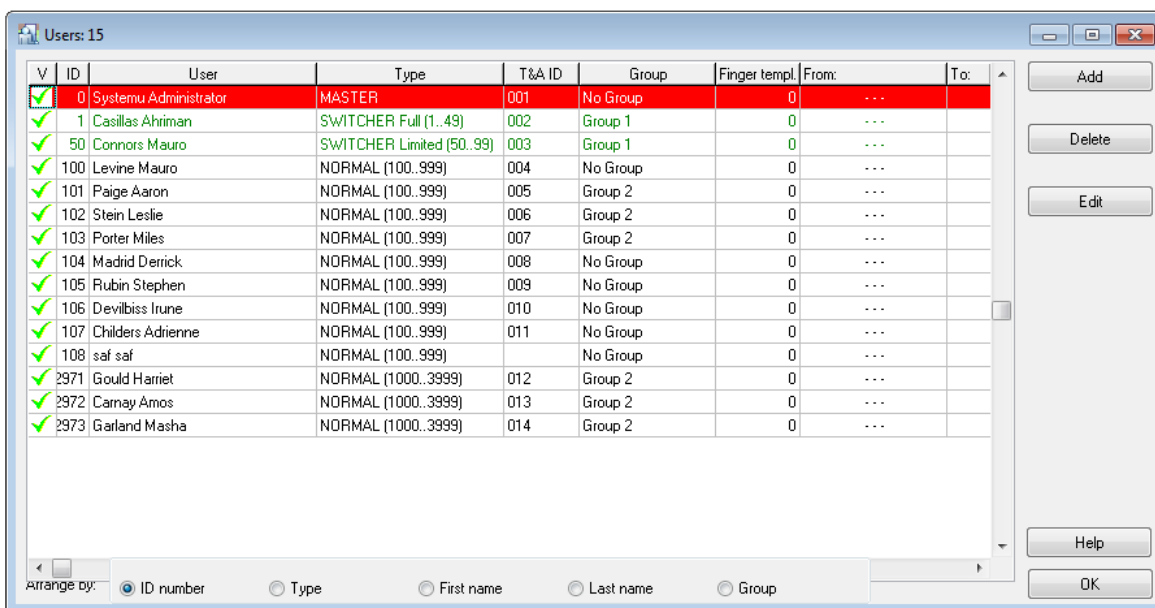 Users: 15
V ID User Type T&A ID Group Finger templ. From: To:
0 Systemu Administrator MASTER 001 No Group 0 - - -
1 Casillas Ahriman SWITCHER Full (1..49) 002 Group 1 0 - - -
50 Connors Mauro SWITCHER Limited (50..99) 003 Group 1 0 - - -
100 Levine Mauro NORMAL (100..999) 004 No Group 0 - - -
101 Paige Aaron NORMAL (100..999) 005 Group 2 0 - - -
102 Stein Leslie NORMAL (100..999) 006 Group 2 0 - - -
103 Porter Miles NORMAL (100..999) 007 Group 2 0 - - -
104 Madrid Derrick NORMAL (100..999) 008 No Group 0 - - -
105 Rubin Stephen NORMAL (100..999) 009 No Group 0 - - -
106 Devilbiss Irune NORMAL (100..999) 010 No Group 0 - - -
107 Childers Adrienne NORMAL (100..999) 011 No Group 0 - - -
108 saf saf NORMAL (100..999) No Group 0 - - -
2971 Gould Harriet NORMAL (1000..3999) 012 Group 2 0 - - -
2972 Carnay Amos NORMAL (1000..3999) 013 Group 2 0 - - -
2973 Garland Masha NORMAL (1000..3999) 014 Group 2 0 - - -
Arrange by: ID number Type First name Last name Group
Add
Delete
Edit
Help
OK